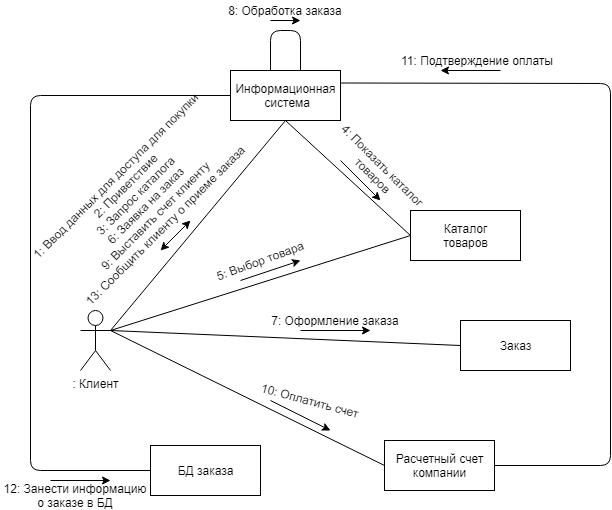 8: Обработка заказа
11: Подтверждение оплаты
Информационная
система
1: Ввод данных для доступа для покупки
2: Приветствие
3: Запрос каталога
6: Заявка на заказ
9: Выставить счет клиенту
13: Сообщить клиенту о приеме заказа
4: Показать каталог
товаров
Каталог
товаров
5: Выбор товара
7: Оформление заказа
Заказ
: Клиент
10: Оплатить счет
БД заказа
Расчетный счет
компании
12: Занести информацию
о заказе в БД